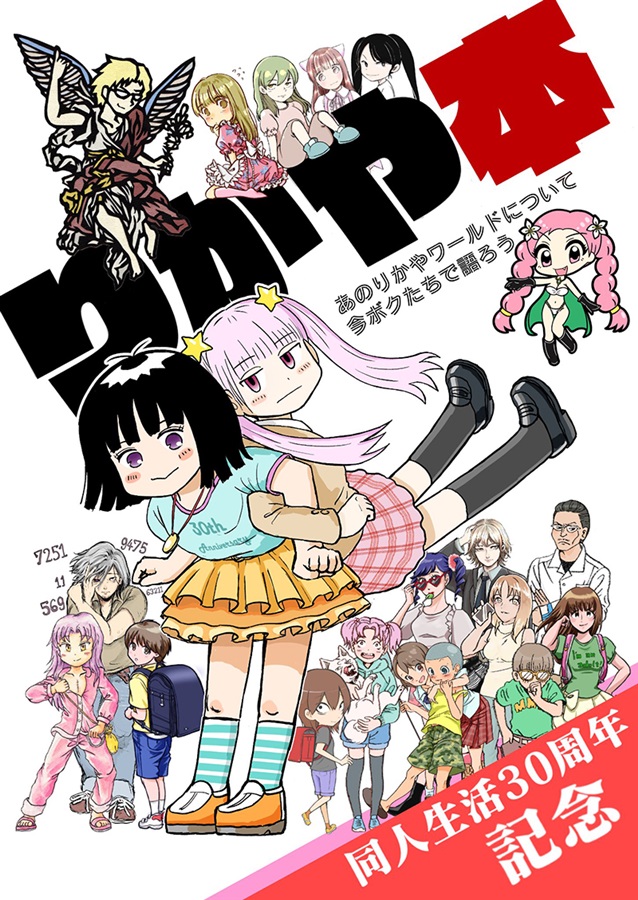 りかや本
あのりかやワールドについて
今ボクたちで語ろう
30th
anniversary
7251
9475
11
63221
569
同人生活30周年
記念